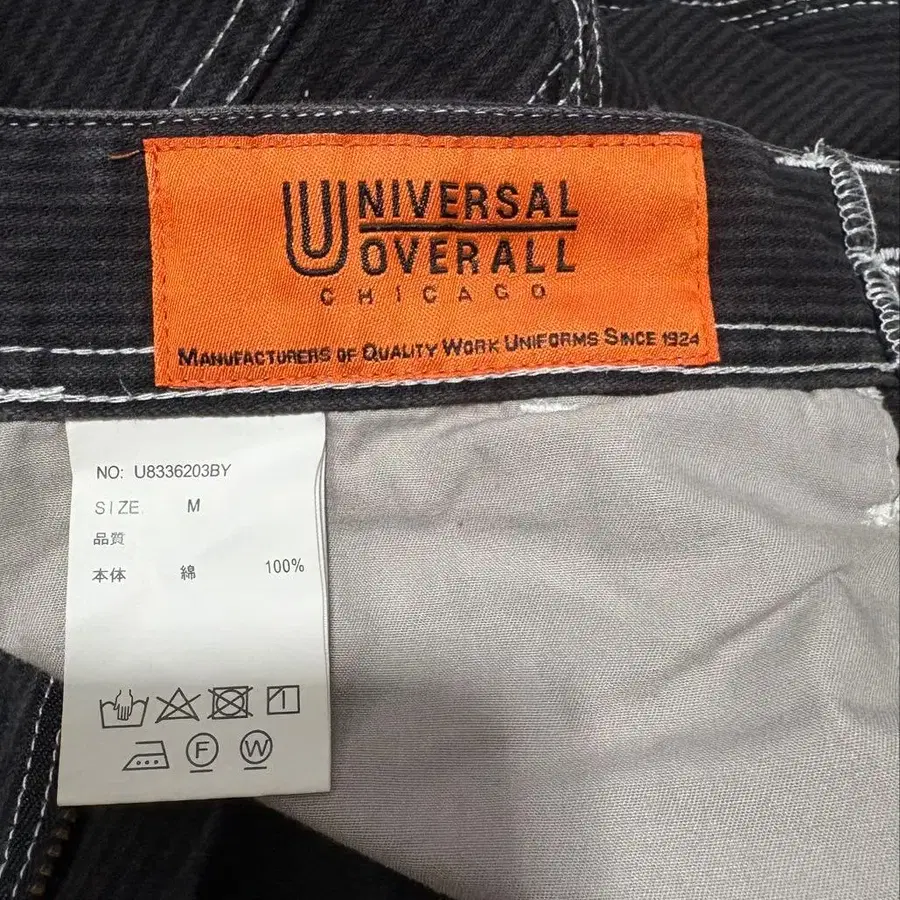 UNIVERSAL
OVERALL
CHICAGO
MANUFACTURERS OF QUALITY WORK UNIFORMS SINCE 1924
NO: U8336203BY
SIZE M
品質
本体 綿 100%
F W